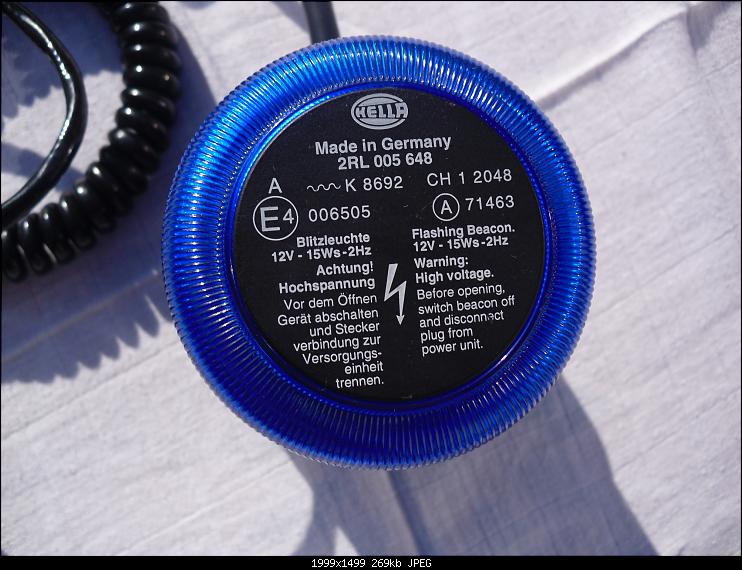 HELLA
Made in Germany
2RL 005 648
A K 8692 CH 1 2048
E4 006505 A 71463
Blitzleuchte
12V - 15Ws-2Hz
Achtung!
Hochspannung
Vor dem Öffnen
Gerät abschalten
und Stecker
verbindung zur
Versorgungs-
einheit
trennen.
Flashing Beacon.
12V - 15Ws-2Hz
Warning:
High voltage.
Before opening,
switch beacon off
and disconnact
plug from
power unit.
1999x1499 269kb JPEG